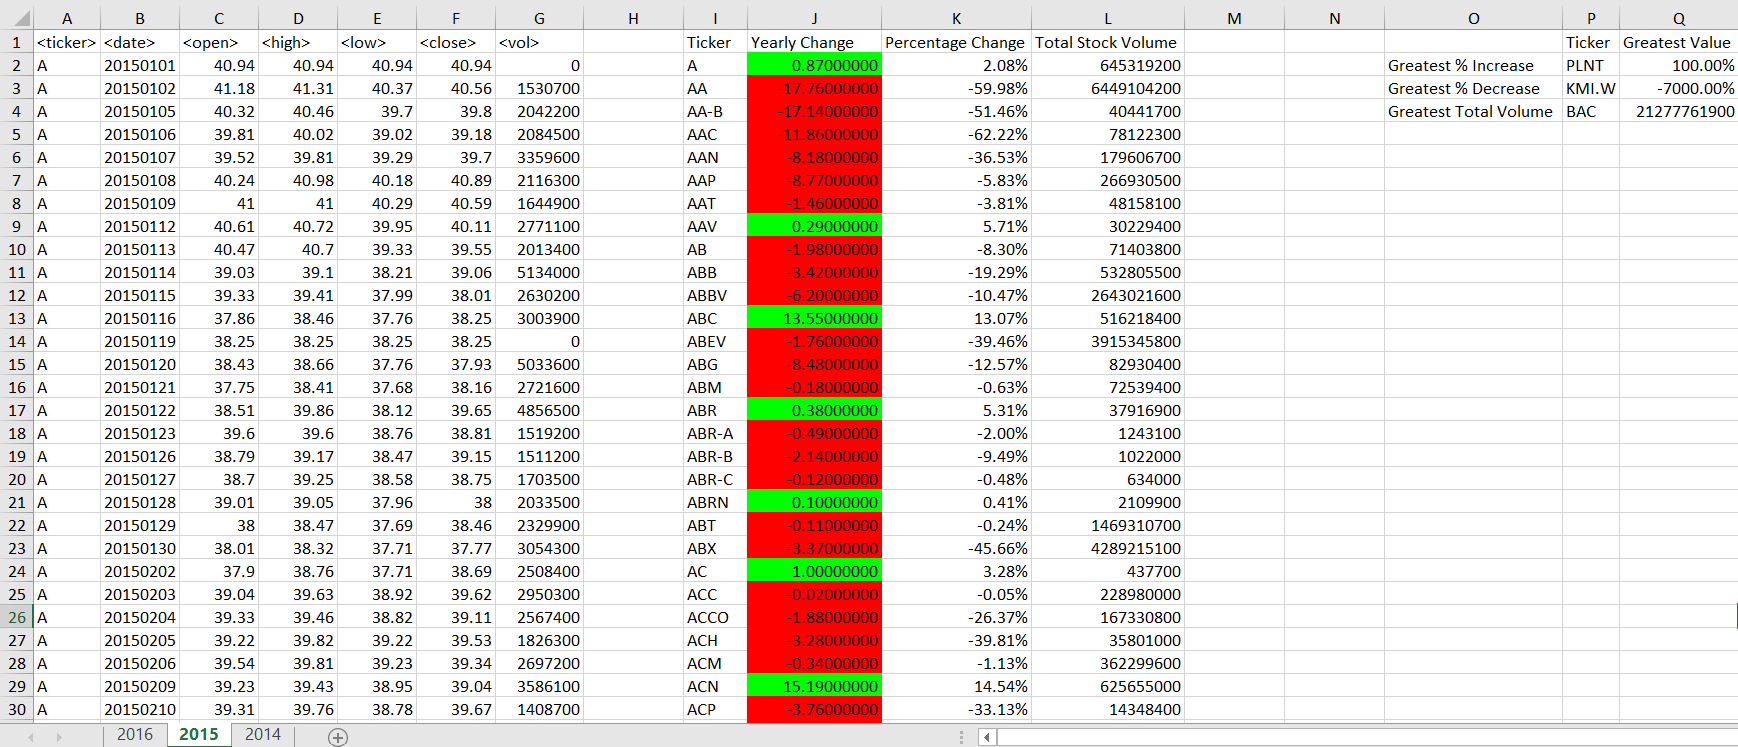 A B C D E F G H I J K L M N O P Q
1 <ticker> <date> <open> <high> <low> <close> <vol> Ticker Yearly Change Percentage Change Total Stock Volume Ticker Greatest Value
2 A 20150101 40.94 40.94 40.94 40.94 0 A 0.87000000 2.08% 645319200 Greatest % Increase PLNT 100.00%
3 A 20150102 41.18 41.31 40.37 40.56 1530700 AA -17.76000000 -59.98% 6449104200 Greatest % Decrease KMI.W -7000.00%
4 A 20150105 40.32 40.46 39.7 39.8 2042200 AA-B -17.14000000 -51.46% 40441700 Greatest Total Volume BAC 21277761900
5 A 20150106 39.81 40.02 39.02 39.18 2084500 AAC -11.86000000 -62.22% 78122300
6 A 20150107 39.52 39.81 39.29 39.7 3359600 AAN -8.18000000 -36.53% 179606700
7 A 20150108 40.24 40.98 40.18 40.89 2116300 AAP -8.77000000 -5.83% 266930500
8 A 20150109 41 41 40.29 40.59 1644900 AAT -1.46000000 -3.81% 48158100
9 A 20150112 40.61 40.72 39.95 40.11 2771100 AAV 0.29000000 5.71% 30229400
10 A 20150113 40.47 40.7 39.33 39.55 2013400 AB -1.98000000 -8.30% 71403800
11 A 20150114 39.03 39.1 38.21 39.06 5134000 ABB -3.42000000 -19.29% 532805500
12 A 20150115 39.33 39.41 37.99 38.01 2630200 ABBV -6.20000000 -10.47% 2643021600
13 A 20150116 37.86 38.46 37.76 38.25 3003900 ABC 13.55000000 13.07% 516218400
14 A 20150119 38.25 38.25 38.25 38.25 0 ABEV -1.76000000 -39.46% 3915345800
15 A 20150120 38.43 38.66 37.76 37.93 5033600 ABG -8.48000000 -12.57% 82930400
16 A 20150121 37.75 38.41 37.68 38.16 2721600 ABM -0.18000000 -0.63% 72539400
17 A 20150122 38.51 39.86 38.12 39.65 4856500 ABR 0.38000000 5.31% 37916900
18 A 20150123 39.6 39.6 38.76 38.81 1519200 ABR-A -0.49000000 -2.00% 1243100
19 A 20150126 38.79 39.17 38.47 39.15 1511200 ABR-B -2.14000000 -9.49% 1022000
20 A 20150127 38.7 39.25 38.58 38.75 1703500 ABR-C -0.12000000 -0.48% 634000
21 A 20150128 39.01 39.05 37.96 38 2033500 ABRN 0.10000000 0.41% 2109900
22 A 20150129 38 38.47 37.69 38.46 2329900 ABT -0.11000000 -0.24% 1469310700
23 A 20150130 38.01 38.32 37.71 37.77 3054300 ABX -3.37000000 -45.66% 4289215100
24 A 20150202 37.9 38.76 37.71 38.69 2508400 AC 1.00000000 3.28% 437700
25 A 20150203 39.04 39.63 38.92 39.62 2950300 ACC -0.02000000 -0.05% 228980000
26 A 20150204 39.33 39.46 38.82 39.11 2567400 ACCO -1.88000000 -26.37% 167330800
27 A 20150205 39.22 39.82 39.22 39.53 1826300 ACH -3.28000000 -39.81% 35801000
28 A 20150206 39.54 39.81 39.23 39.34 2697200 ACM -0.34000000 -1.13% 362299600
29 A 20150209 39.23 39.43 38.95 39.04 3586100 ACN 15.19000000 14.54% 625655000
30 A 20150210 39.31 39.76 38.78 39.67 1408700 ACP -3.76000000 -33.13% 14348400
2016 2015 2014